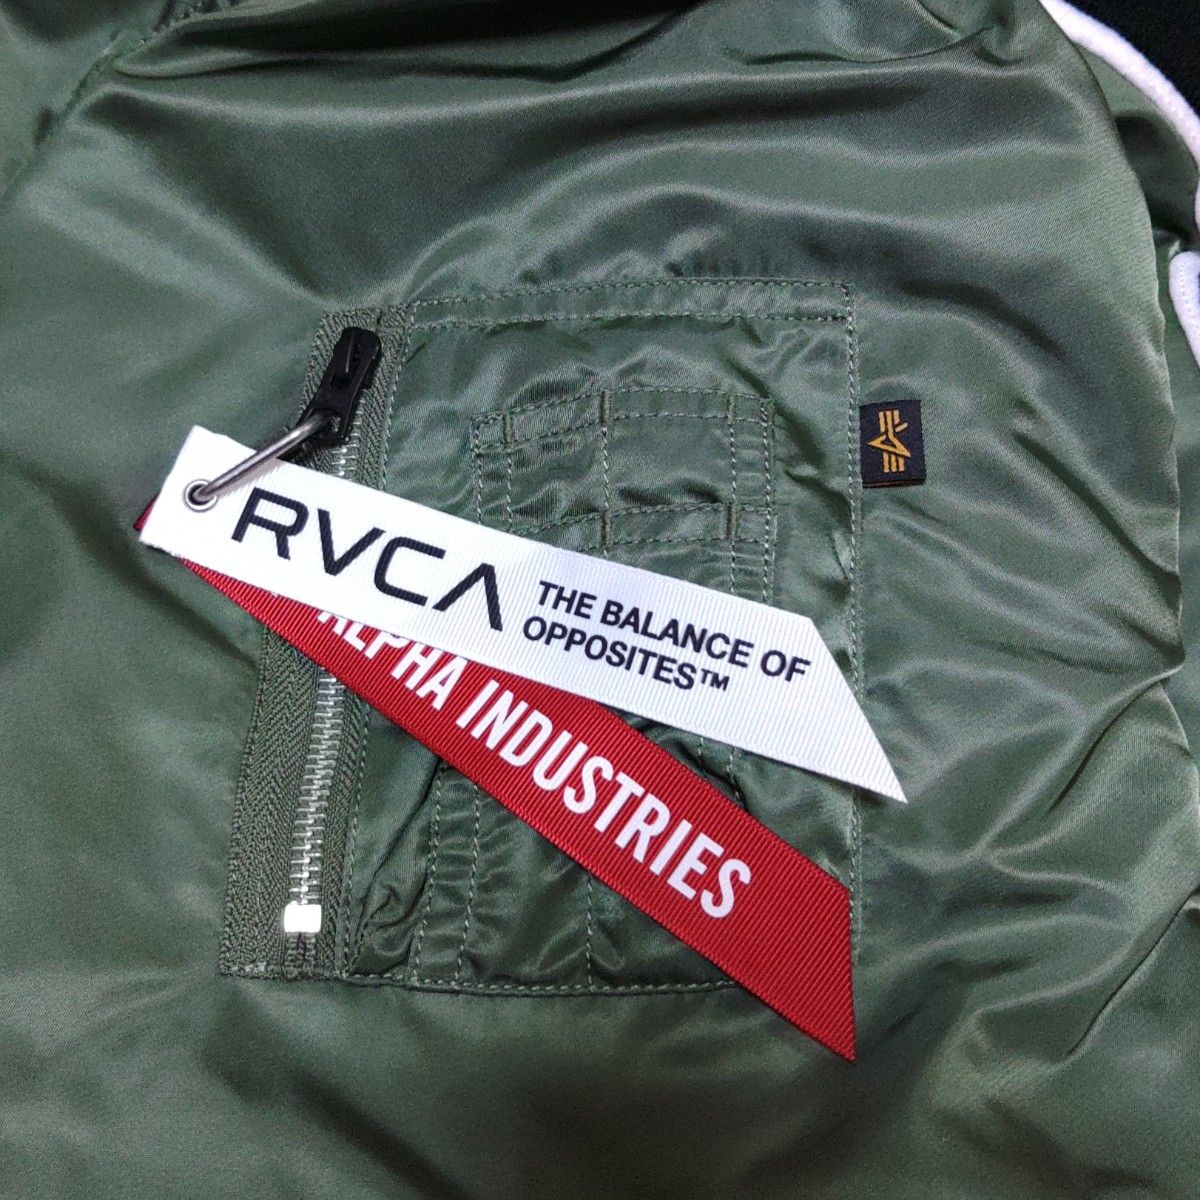 RVCA
THE BALANCE OF
OPPOSITES™
ALPHA INDUSTRIES